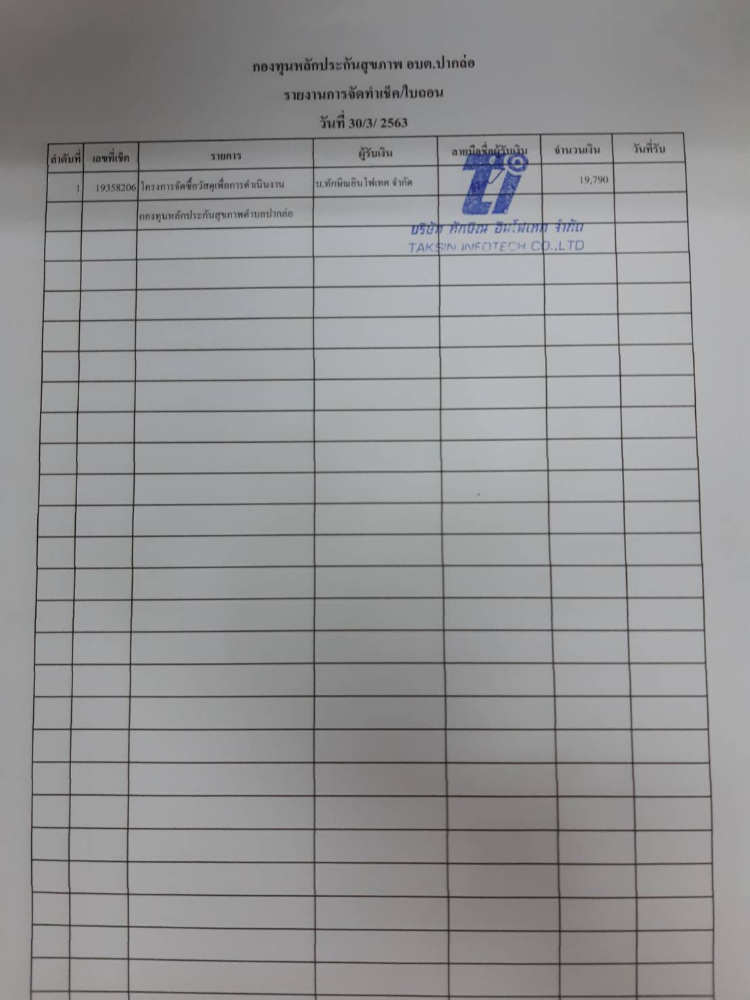 กองทุนหลักประกันสุขภาพ อบต.ปากล่อ
รายงานการจัดทำเช็ค/ใบถอน
วันที่ 30/3/ 2563
ลำดับที่ เลขที่เช็ค รายการ ผู้รับเงิน ลายมือชื่อผู้รับเงิน จำนวนเงิน วันที่รับ
1 19358206 โครงการจัดซื้อวัสดุเพื่อการดำเนินงาน บ.ทักษิณอินโฟเทค จำกัด 19,790
กองทุนหลักประกันสุขภาพตำบลปากล่อ
ti
บริษัท ทักษิณ อินโฟเทค จำกัด
TAKSIN INFOTECH CO.,LTD